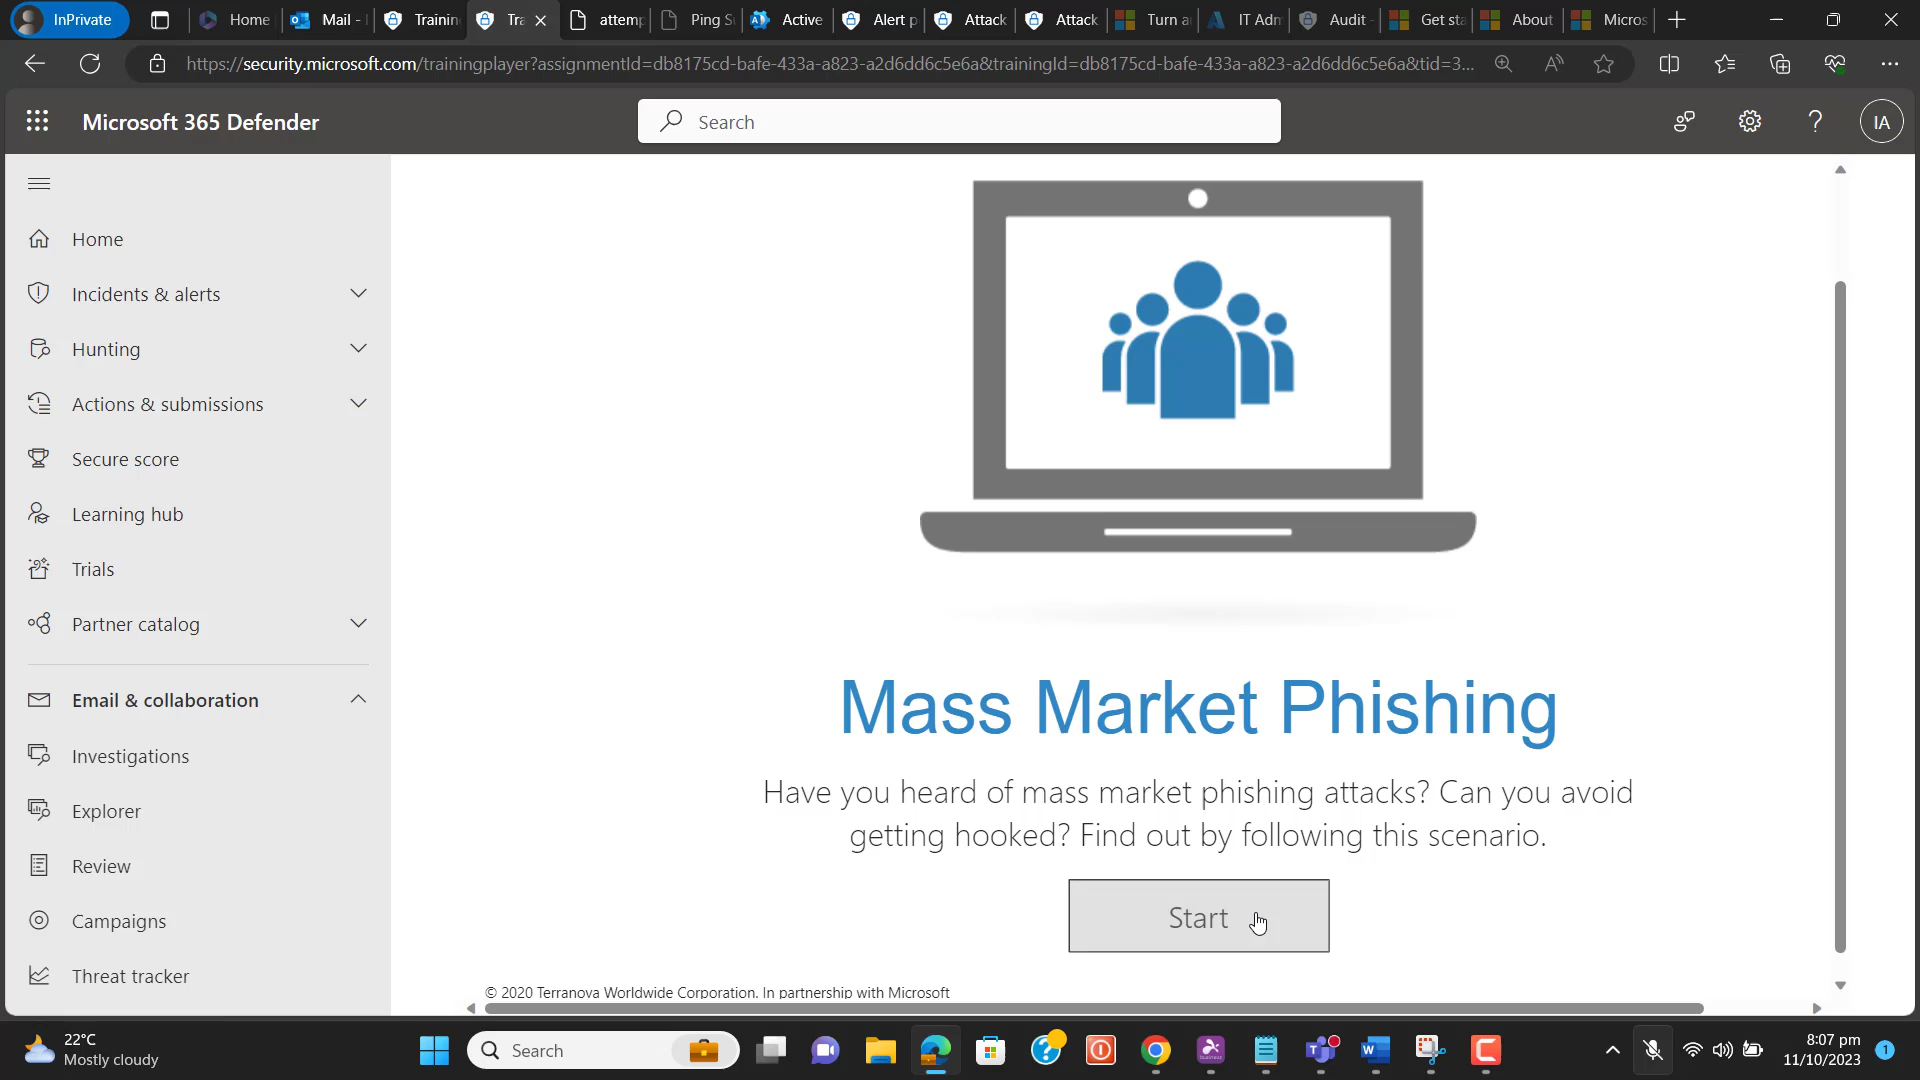 InPrivate
Home
Mail -
Trainin
Tra
attemp
Ping S
Active
Alert p
Attack
Attack
Turn a
IT Adm
Audit -
Get sta
About
Micros
https://security.microsoft.com/trainingplayer?assignmentId=db8175cd-bafe-433a-a823-a2d6dd6c5e6a&trainingId=db8175cd-bafe-433a-a823-a2d6dd6c5e6a&tid=3...
Microsoft 365 Defender
Search
IA
Home
Incidents & alerts
Hunting
Actions & submissions
Secure score
Learning hub
Trials
Partner catalog
Email & collaboration
Investigations
Explorer
Review
Campaigns
Threat tracker
Mass Market Phishing
Have you heard of mass market phishing attacks? Can you avoid
getting hooked? Find out by following this scenario.
Start
© 2020 Terranova Worldwide Corporation. In partnership with Microsoft
22°C
Mostly cloudy
Search
8:07 pm
11/10/2023
1